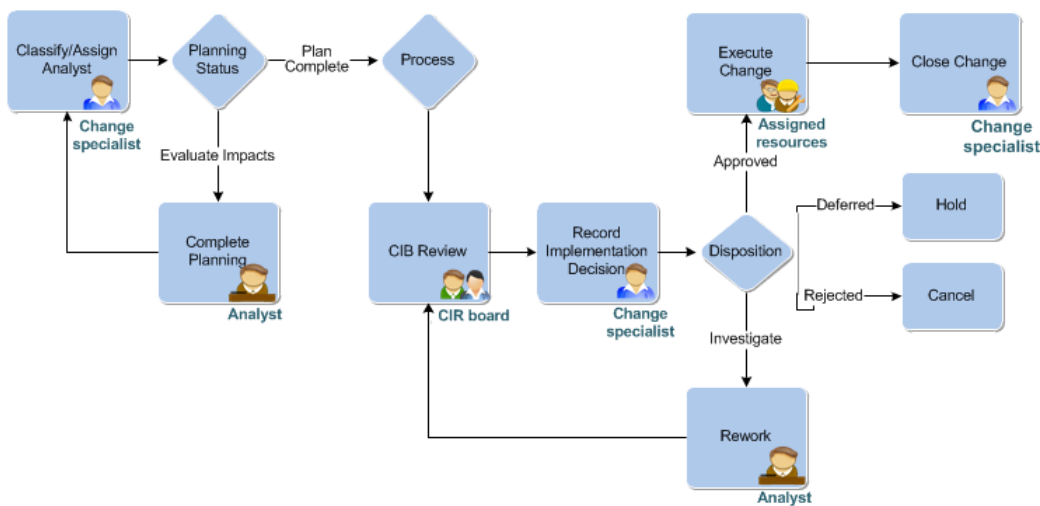 Classify/Assign
Analyst
Change
specialist
Planning
Status
Plan
Complete
Process
Evaluate Impacts
Complete
Planning
Analyst
CIB Review
CIR board
Record
Implementation
Decision
Change
specialist
Disposition
Approved
Execute
Change
Assigned
resources
Close Change
Change
specialist
Deferred
Hold
Rejected
Cancel
Investigate
Rework
Analyst